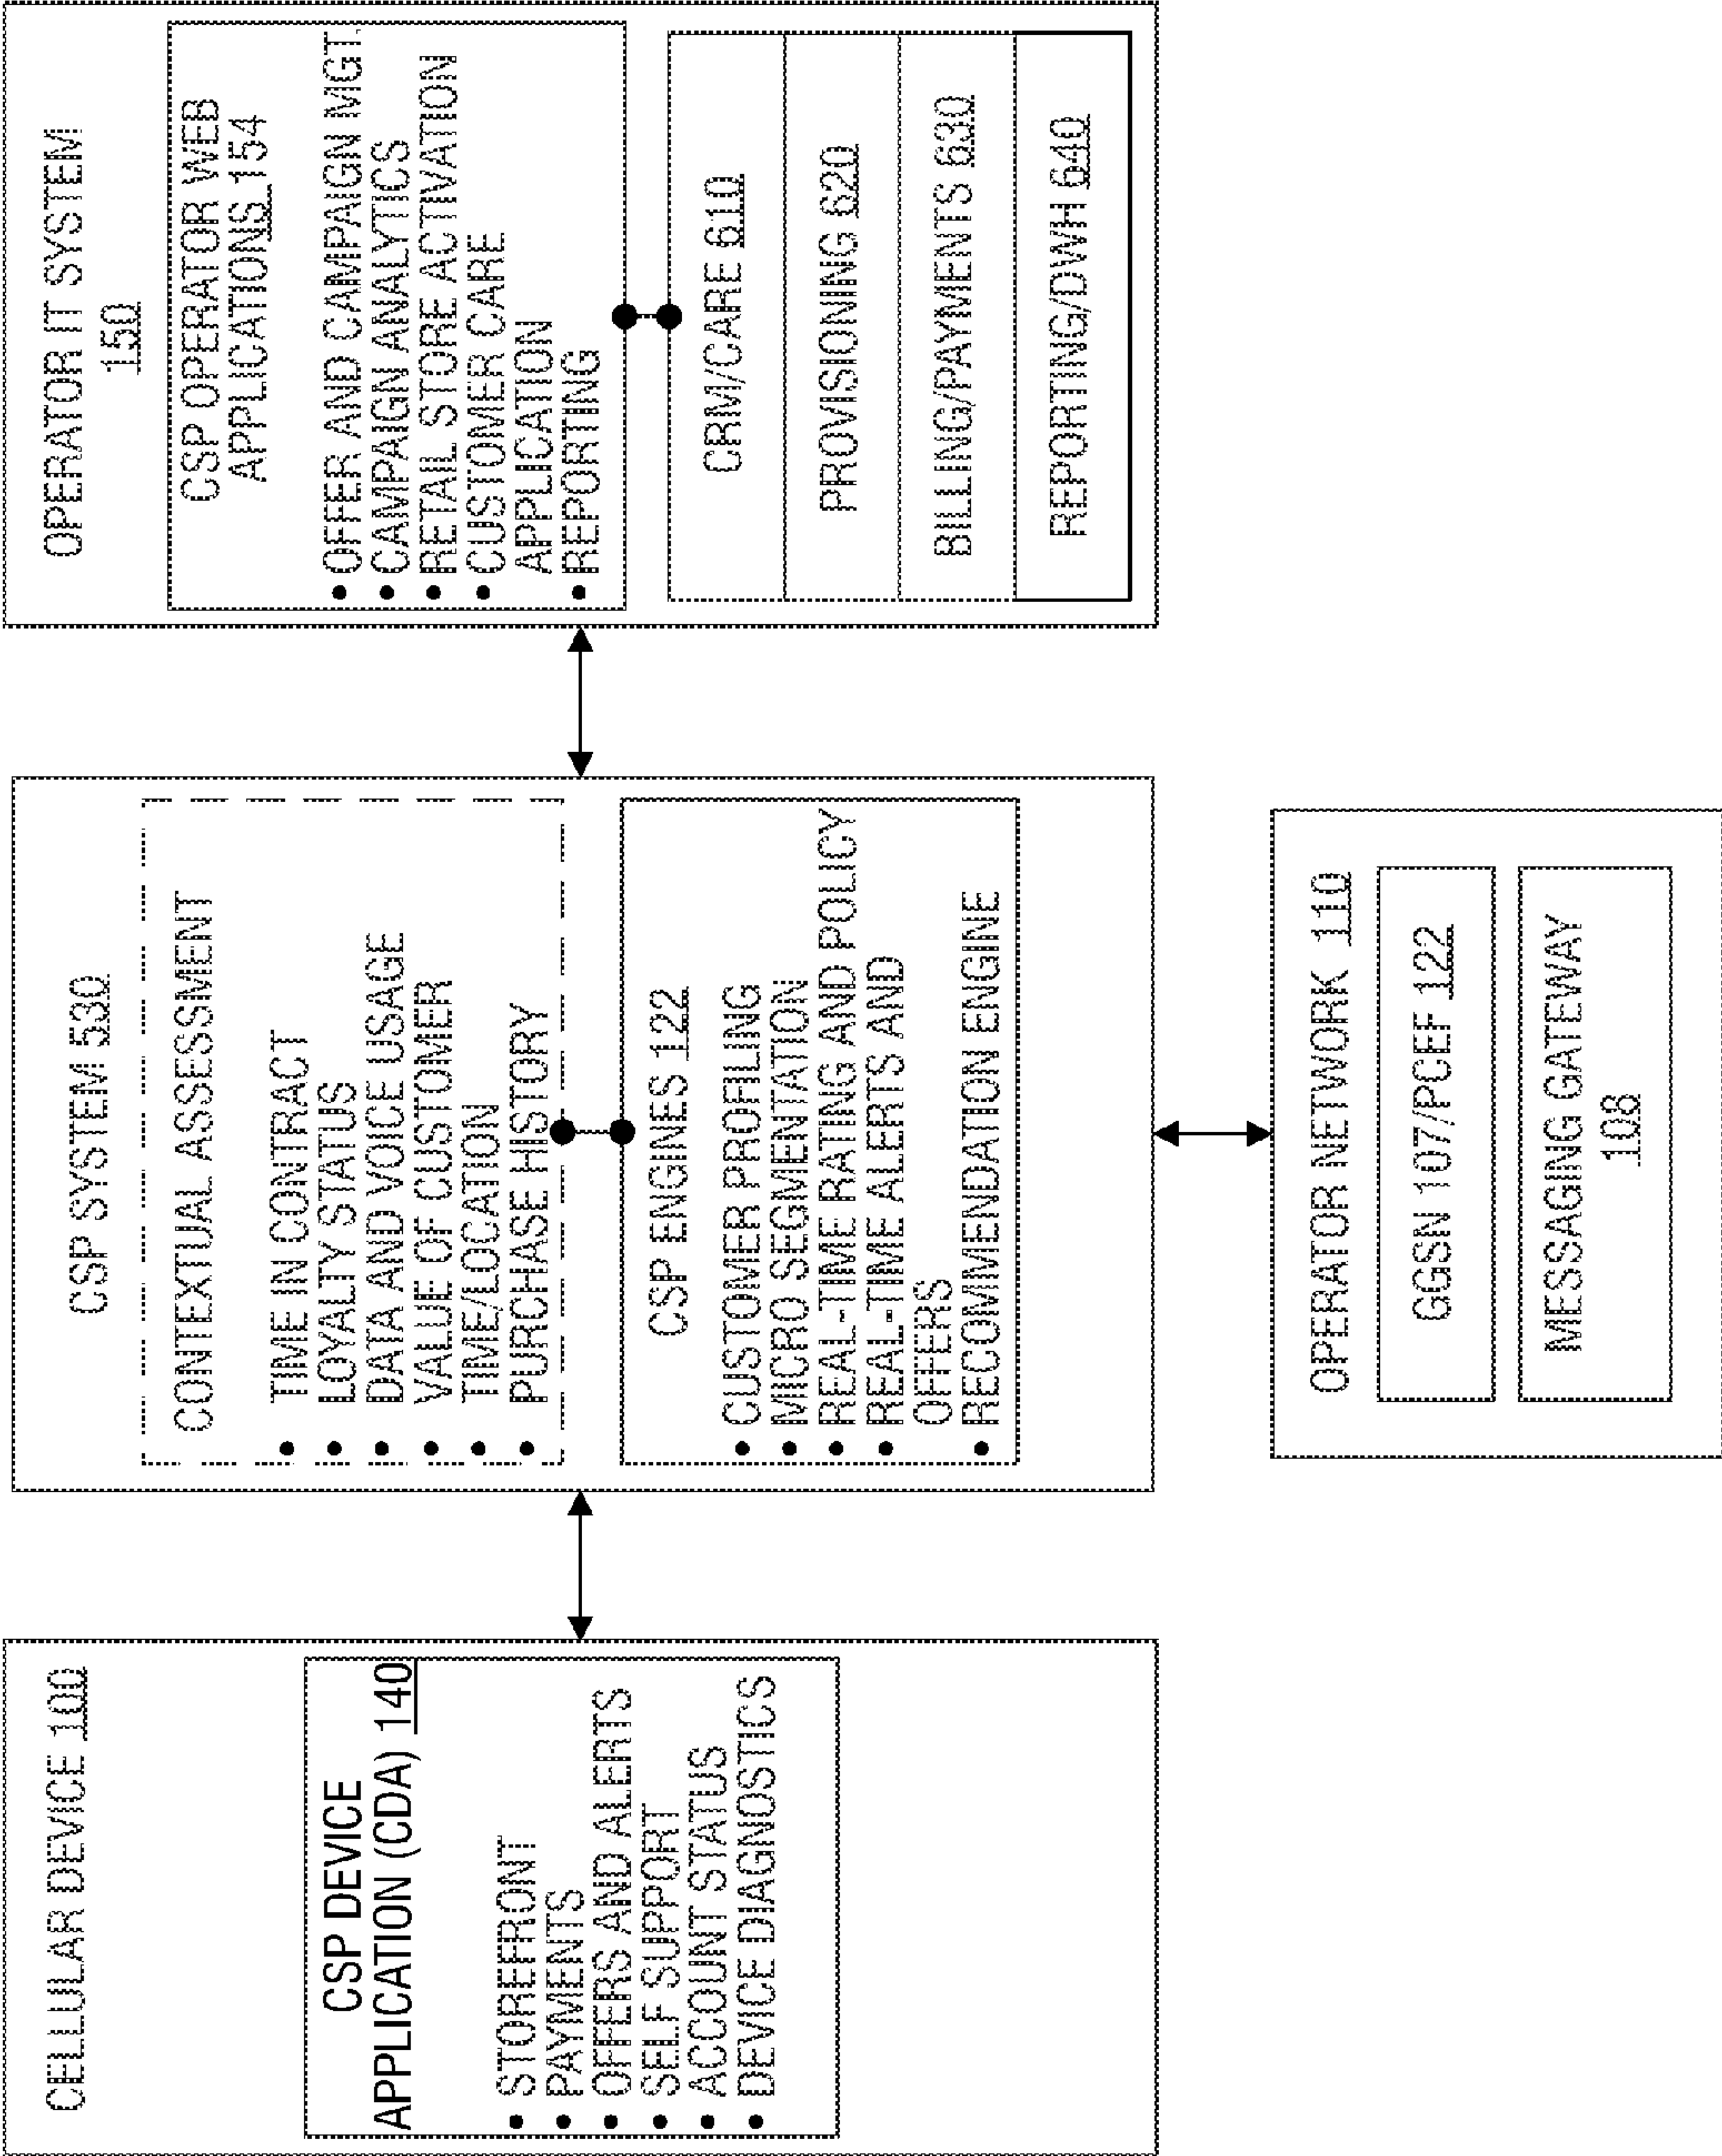 CELLULAR DEVICE 100
CSP DEVICE
APPLICATION (CDA) 140
• STOREFRONT
• PAYMENTS
• OFFERS AND ALERTS
• SELF SUPPORT
• ACCOUNT STATUS
• DEVICE DIAGNOSTICS
CSP SYSTEM 530
CONTEXTUAL ASSESSMENT
• TIME IN CONTRACT
• LOYALTY STATUS
• DATA AND VOICE USAGE
• VALUE OF CUSTOMER
• TIME/LOCATION
• PURCHASE HISTORY
CSP ENGINES 122
• CUSTOMER PROFILING
• MICRO SEGMENTATION
• REAL-TIME RATING AND POLICY
• REAL-TIME ALERTS AND
OFFERS
• RECOMMENDATION ENGINE
OPERATOR IT SYSTEM
150
CSP OPERATOR WEB
APPLICATIONS 154
• OFFER AND CAMPAIGN MGT.
• CAMPAIGN ANALYTICS
• RETAIL STORE ACTIVATION
• CUSTOMER CARE
APPLICATION
• REPORTING
CRM/CARE 610
PROVISIONING 620
BILLING/PAYMENTS 630
REPORTING/DWH 640
OPERATOR NETWORK 110
GGSN 107/PCEF 122
MESSAGING GATEWAY
108